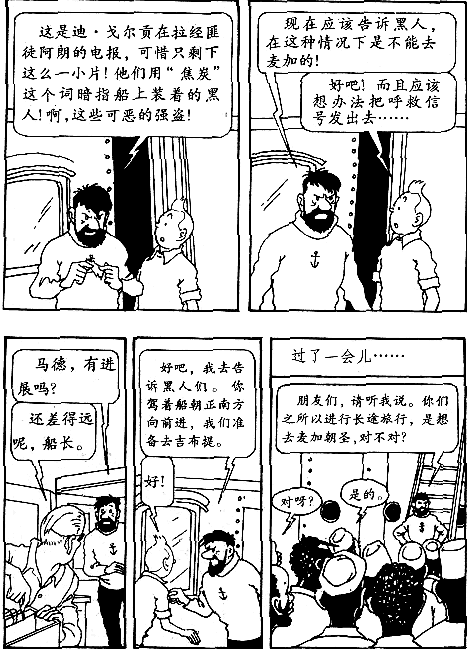 这是迪·戈尔贡在拉经匪
徒阿朗的电报，可惜只剩下
这么一小片！他们用“焦炭”
这个词暗指船上装着的黑
人！啊，这些可恶的强盗！
现在应该告诉黑人，
在这种情况下是不能去
麦加的！
好吧！而且应该
想办法把呼救信
号发出去……
马德，有进
展吗？
还差得远
呢，船长。
好吧，我去告
诉黑人们。你
驾着船朝正南方
向前进，我们准
备去吉布提。
好！
过了一会儿……
朋友们，请听我说。你们
之所以进行长途旅行，是想
去麦加朝圣，对不对？
对呀？
是的。